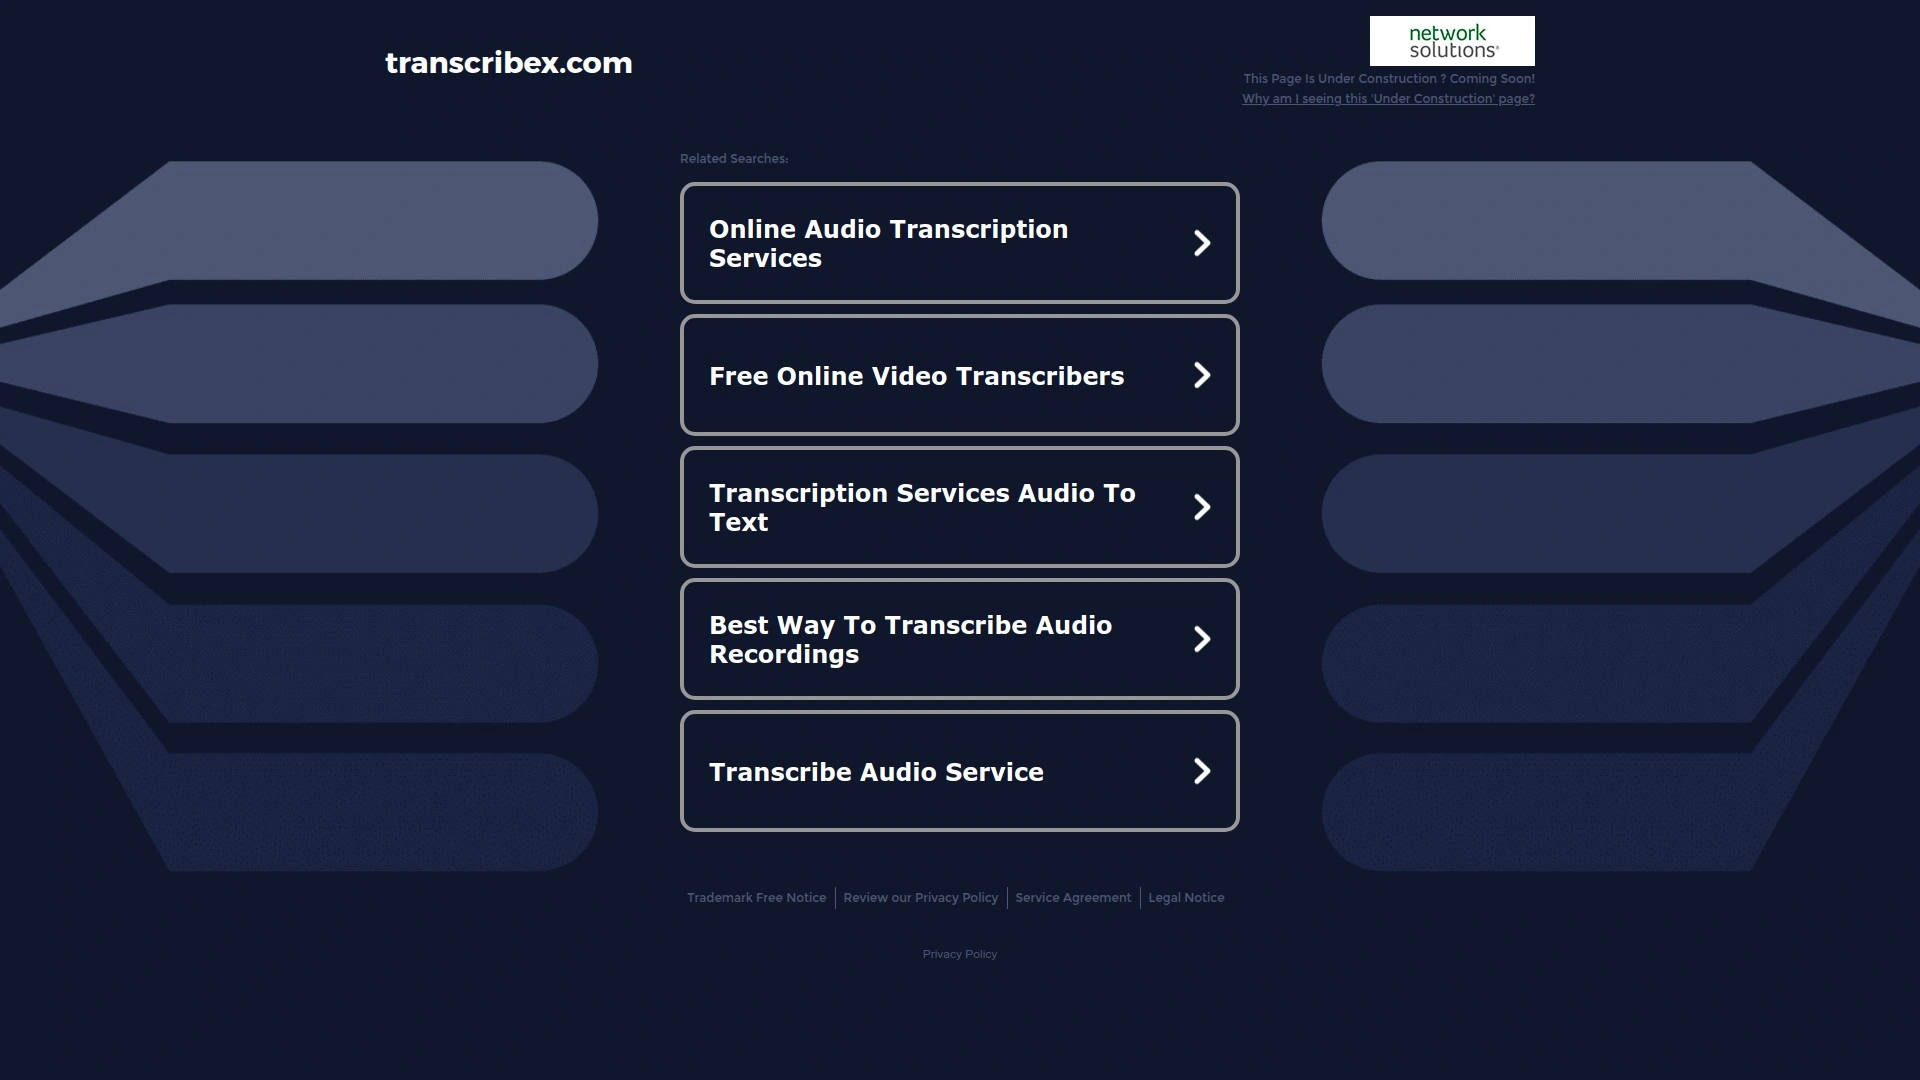 transcribex.com
network
solutions®
This Page Is Under Construction ? Coming Soon!
Why am I seeing this 'Under Construction' page?
Related Searches:
Online Audio Transcription
Services
Free Online Video Transcribers
Transcription Services Audio To
Text
Best Way To Transcribe Audio
Recordings
Transcribe Audio Service
Trademark Free Notice Review our Privacy Policy Service Agreement Legal Notice
Privacy Policy